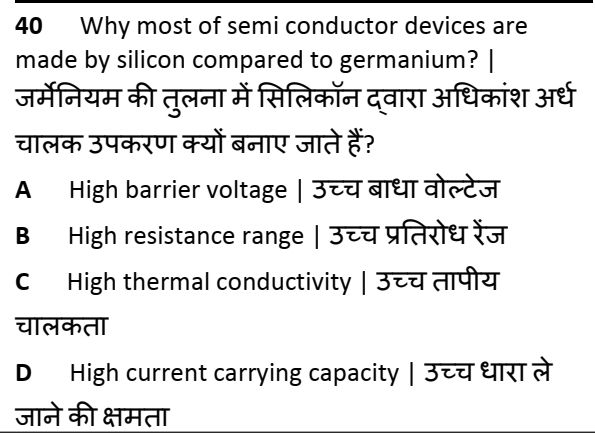 40 Why most of semi conductor devices are
made by silicon compared to germanium? |
जर्मेनियम की तुलना में सिलिकॉन द्वारा अधिकांश अर्ध
चालक उपकरण क्यों बनाए जाते हैं?
A High barrier voltage | उच्च बाधा वोल्टेज
B High resistance range | उच्च प्रतिरोध रेंज
C High thermal conductivity | उच्च तापीय
चालकता
D High current carrying capacity | उच्च धारा ले
जाने की क्षमता